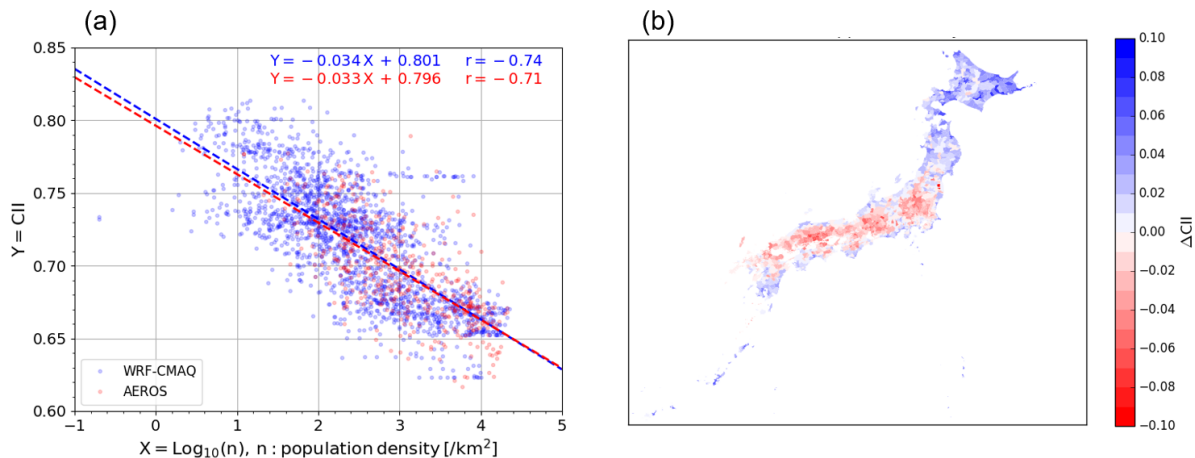 (a)
(b)
Y = −0.034 X + 0.801 r = −0.74
Y = −0.033 X + 0.796 r = −0.71
0.85
0.80
0.75
0.70
0.65
0.60
Y = CII
WRF-CMAQ
AEROS
−1 0 1 2 3 4 5
X = Log₁₀(n), n : population density [/km²]
0.10
0.08
0.06
0.04
0.02
0.00
−0.02
−0.04
−0.06
−0.08
−0.10
△CII